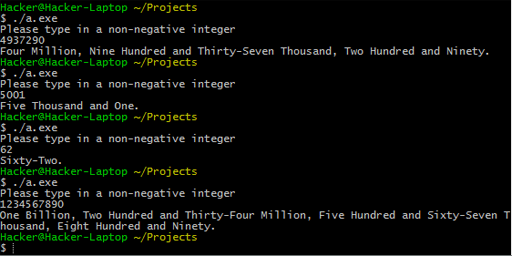 Hacker@Hacker-Laptop ~/Projects
$ ./a.exe
Please type in a non-negative integer
4937290
Four Million, Nine Hundred and Thirty-Seven Thousand, Two Hundred and Ninety.
Hacker@Hacker-Laptop ~/Projects
$ ./a.exe
Please type in a non-negative integer
5001
Five Thousand and One.
Hacker@Hacker-Laptop ~/Projects
$ ./a.exe
Please type in a non-negative integer
62
Sixty-Two.
Hacker@Hacker-Laptop ~/Projects
$ ./a.exe
Please type in a non-negative integer
1234567890
One Billion, Two Hundred and Thirty-Four Million, Five Hundred and Sixty-Seven T
housand, Eight Hundred and Ninety.
Hacker@Hacker-Laptop ~/Projects
$